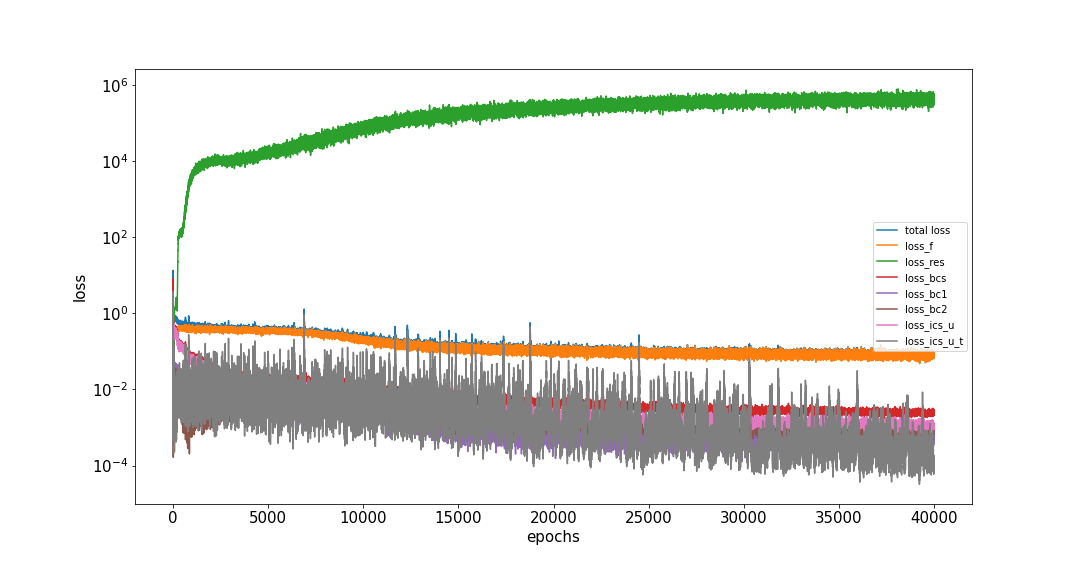 loss
10^6
10^4
10^2
10^0
10^−2
10^−4
total loss
loss_f
loss_res
loss_bcs
loss_bc1
loss_bc2
loss_ics_u
loss_ics_u_t
0 5000 10000 15000 20000 25000 30000 35000 40000
epochs